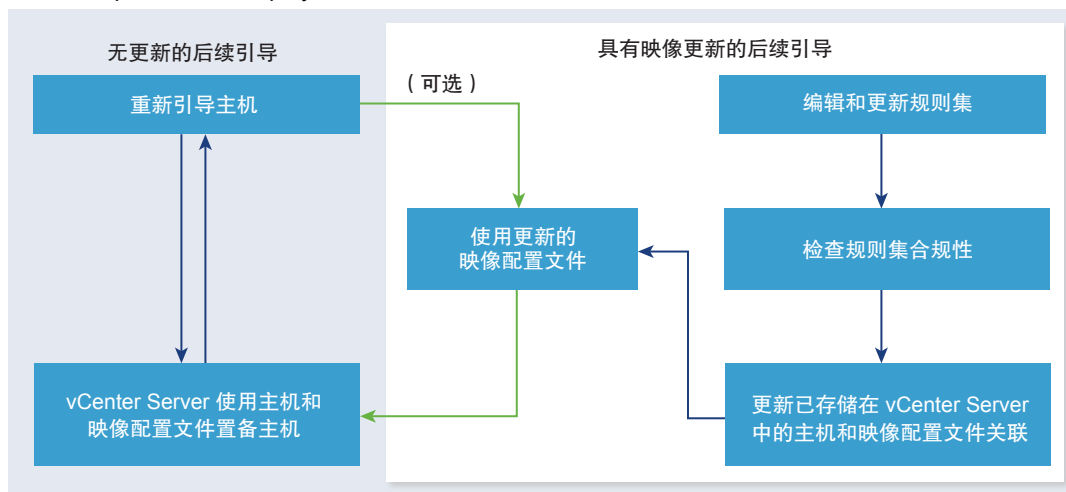 无更新的后续引导
具有映像更新的后续引导
重新引导主机
（可选）
编辑和更新规则集
使用更新的
映像配置文件
检查规则集合规性
vCenter Server 使用主机和
映像配置文件置备主机
更新已存储在 vCenter Server
中的主机和映像配置文件关联